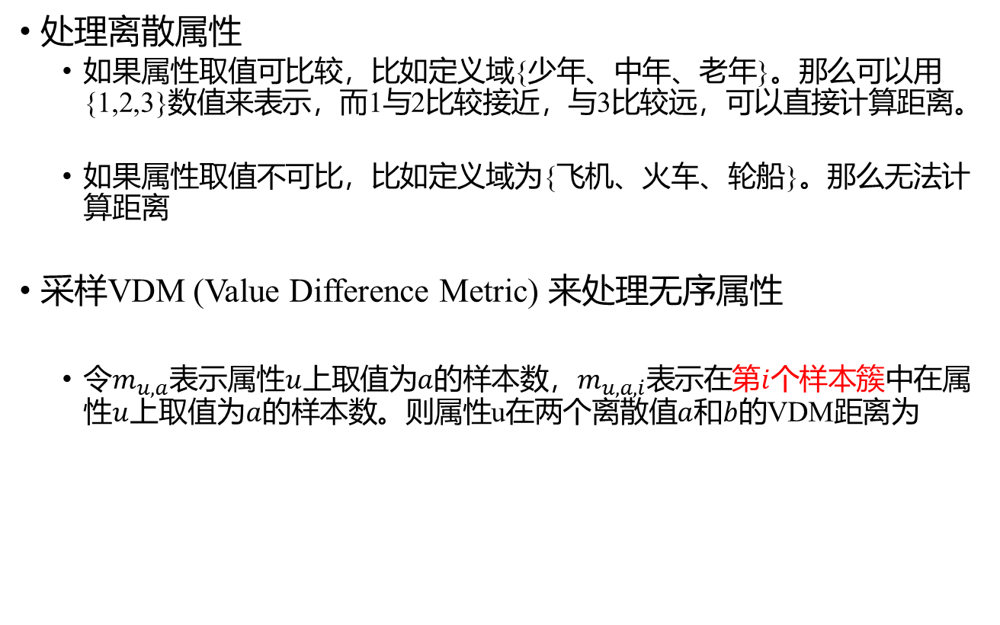 • 处理离散属性
• 如果属性取值可比较，比如定义域{少年、中年、老年}。那么可以用
{1,2,3}数值来表示，而1与2比较接近，与3比较远，可以直接计算距离。
• 如果属性取值不可比，比如定义域为{飞机、火车、轮船}。那么无法计
算距离
• 采样VDM (Value Difference Metric) 来处理无序属性
• 令$m_{u,a}$表示属性$u$上取值为$a$的样本数，$m_{u,a,i}$表示在第$i$个样本簇中在属
性$u$上取值为$a$的样本数。则属性u在两个离散值$a$和$b$的VDM距离为